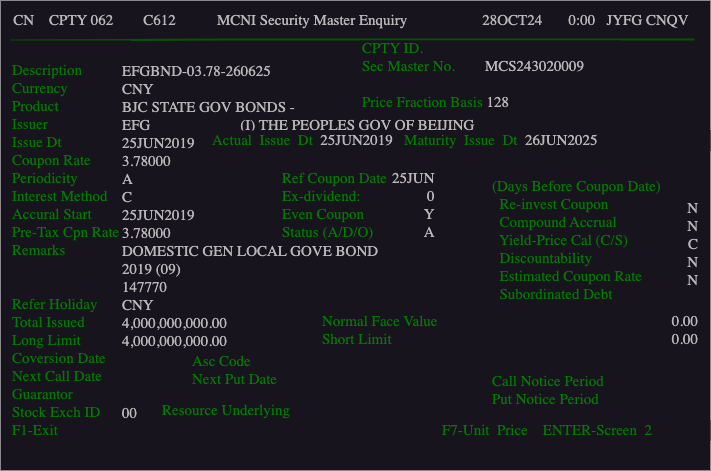 CN CPTY 062 C612 MCNI Security Master Enquiry 28OCT24 0:00 JYFG CNQV
CPTY ID.
Description EFGBND-03.78-260625 Sec Master No. MCS243020009
Currency CNY
Product BJC STATE GOV BONDS - Price Fraction Basis 128
Issuer EFG (I) THE PEOPLES GOV OF BEIJING
Issue Dt 25JUN2019 Actual Issue Dt 25JUN2019 Maturity Issue Dt 26JUN2025
Coupon Rate 3.78000
Periodicity A Ref Coupon Date 25JUN (Days Before Coupon Date)
Interest Method C Ex-dividend: 0 Re-invest Coupon N
Accural Start 25JUN2019 Even Coupon Y Compound Accrual N
Pre-Tax Cpn Rate 3.78000 Status (A/D/O) A Yield-Price Cal (C/S) C
Remarks DOMESTIC GEN LOCAL GOVE BOND Discountability N
2019 (09) Estimated Coupon Rate N
147770 Subordinated Debt
Refer Holiday CNY
Total Issued 4,000,000,000.00 Normal Face Value 0.00
Long Limit 4,000,000,000.00 Short Limit 0.00
Coversion Date Asc Code
Next Call Date Next Put Date Call Notice Period
Guarantor Put Notice Period
Stock Exch ID 00 Resource Underlying
F1-Exit F7-Unit Price ENTER-Screen 2